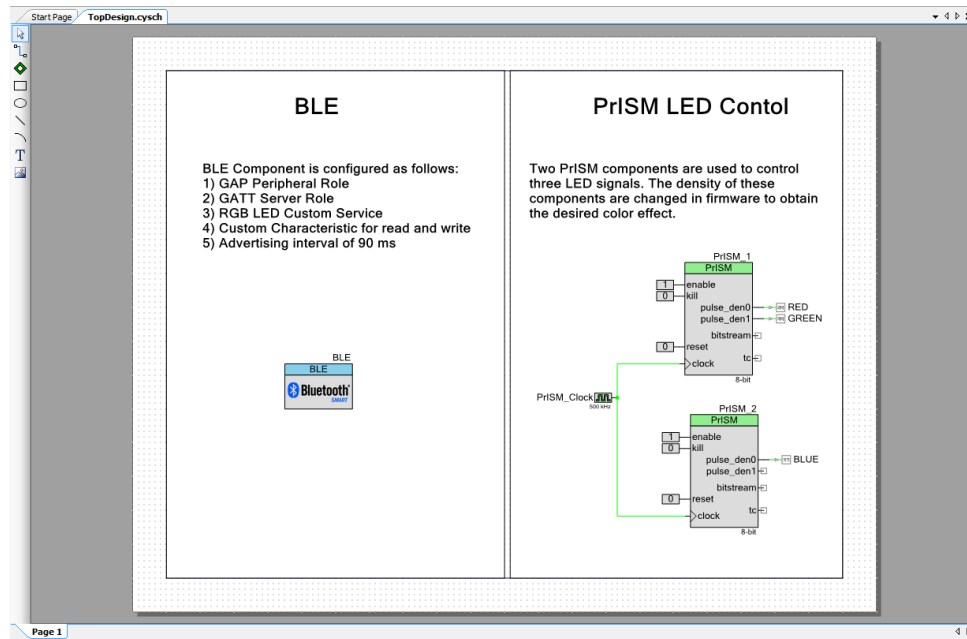 Start Page
TopDesign.cysch
BLE
BLE Component is configured as follows:
1) GAP Peripheral Role
2) GATT Server Role
3) RGB LED Custom Service
4) Custom Characteristic for read and write
5) Advertising interval of 90 ms
BLE
BLE
Bluetooth
SMART
PrISM LED Contol
Two PrISM components are used to control
three LED signals. The density of these
components are changed in firmware to obtain
the desired color effect.
PrISM_1
PrISM
1 enable
0 kill
pulse_den0 RED
pulse_den1 GREEN
bitstream
0 reset
tc
clock
8-bit
PrISM_Clock
500 kHz
PrISM_2
PrISM
1 enable
0 kill
pulse_den0 BLUE
pulse_den1
bitstream
0 reset
tc
clock
8-bit
Page 1